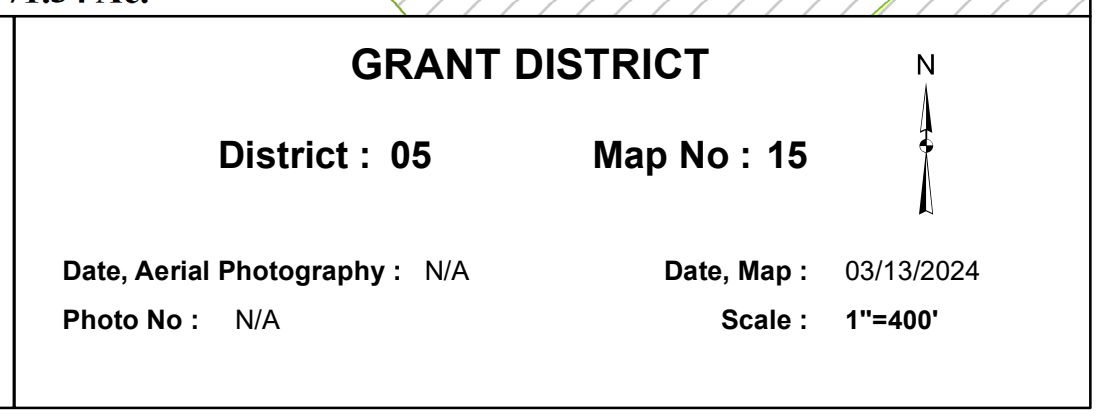 GRANT DISTRICT
N
District : 05 Map No : 15
Date, Aerial Photography : N/A Date, Map : 03/13/2024
Photo No : N/A Scale : 1"=400'